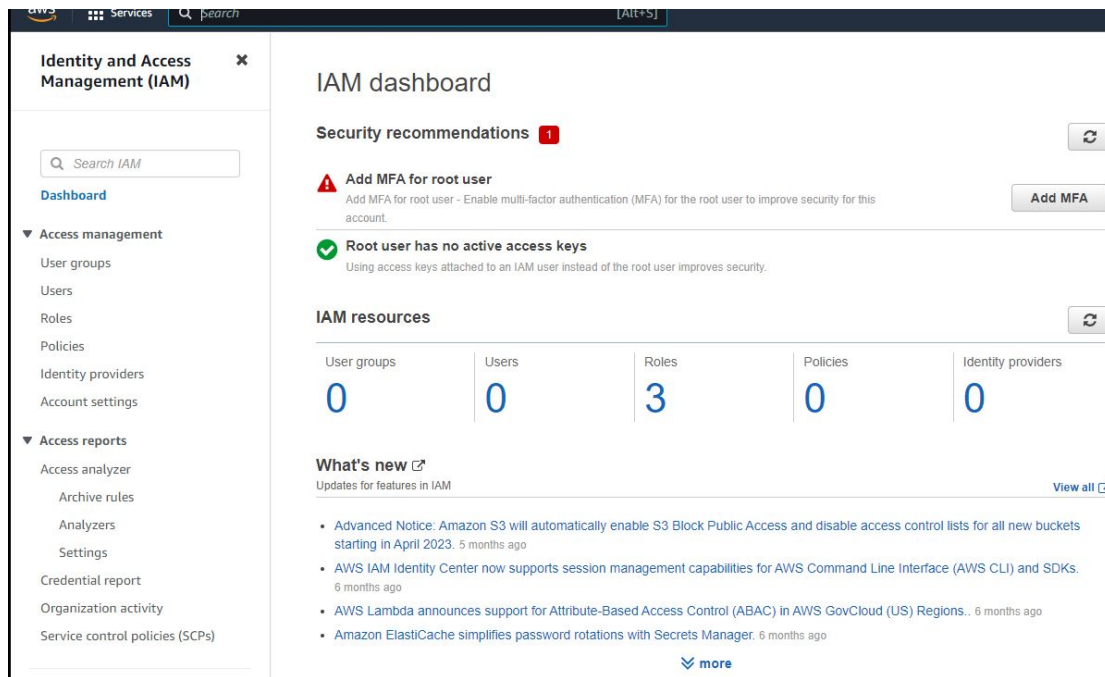 aws
Services
Search
[Alt+S]
Identity and Access
Management (IAM)
Search IAM
Dashboard
Access management
User groups
Users
Roles
Policies
Identity providers
Account settings
Access reports
Access analyzer
Archive rules
Analyzers
Settings
Credential report
Organization activity
Service control policies (SCPs)
IAM dashboard
Security recommendations 1
Add MFA for root user
Add MFA for root user - Enable multi-factor authentication (MFA) for the root user to improve security for this
account.
Add MFA
Root user has no active access keys
Using access keys attached to an IAM user instead of the root user improves security.
IAM resources
User groups Users Roles Policies Identity providers
0 0 3 0 0
What's new
Updates for features in IAM
View all
• Advanced Notice: Amazon S3 will automatically enable S3 Block Public Access and disable access control lists for all new buckets
starting in April 2023. 5 months ago
• AWS IAM Identity Center now supports session management capabilities for AWS Command Line Interface (AWS CLI) and SDKs.
6 months ago
• AWS Lambda announces support for Attribute-Based Access Control (ABAC) in AWS GovCloud (US) Regions.. 6 months ago
• Amazon ElastiCache simplifies password rotations with Secrets Manager. 6 months ago
more